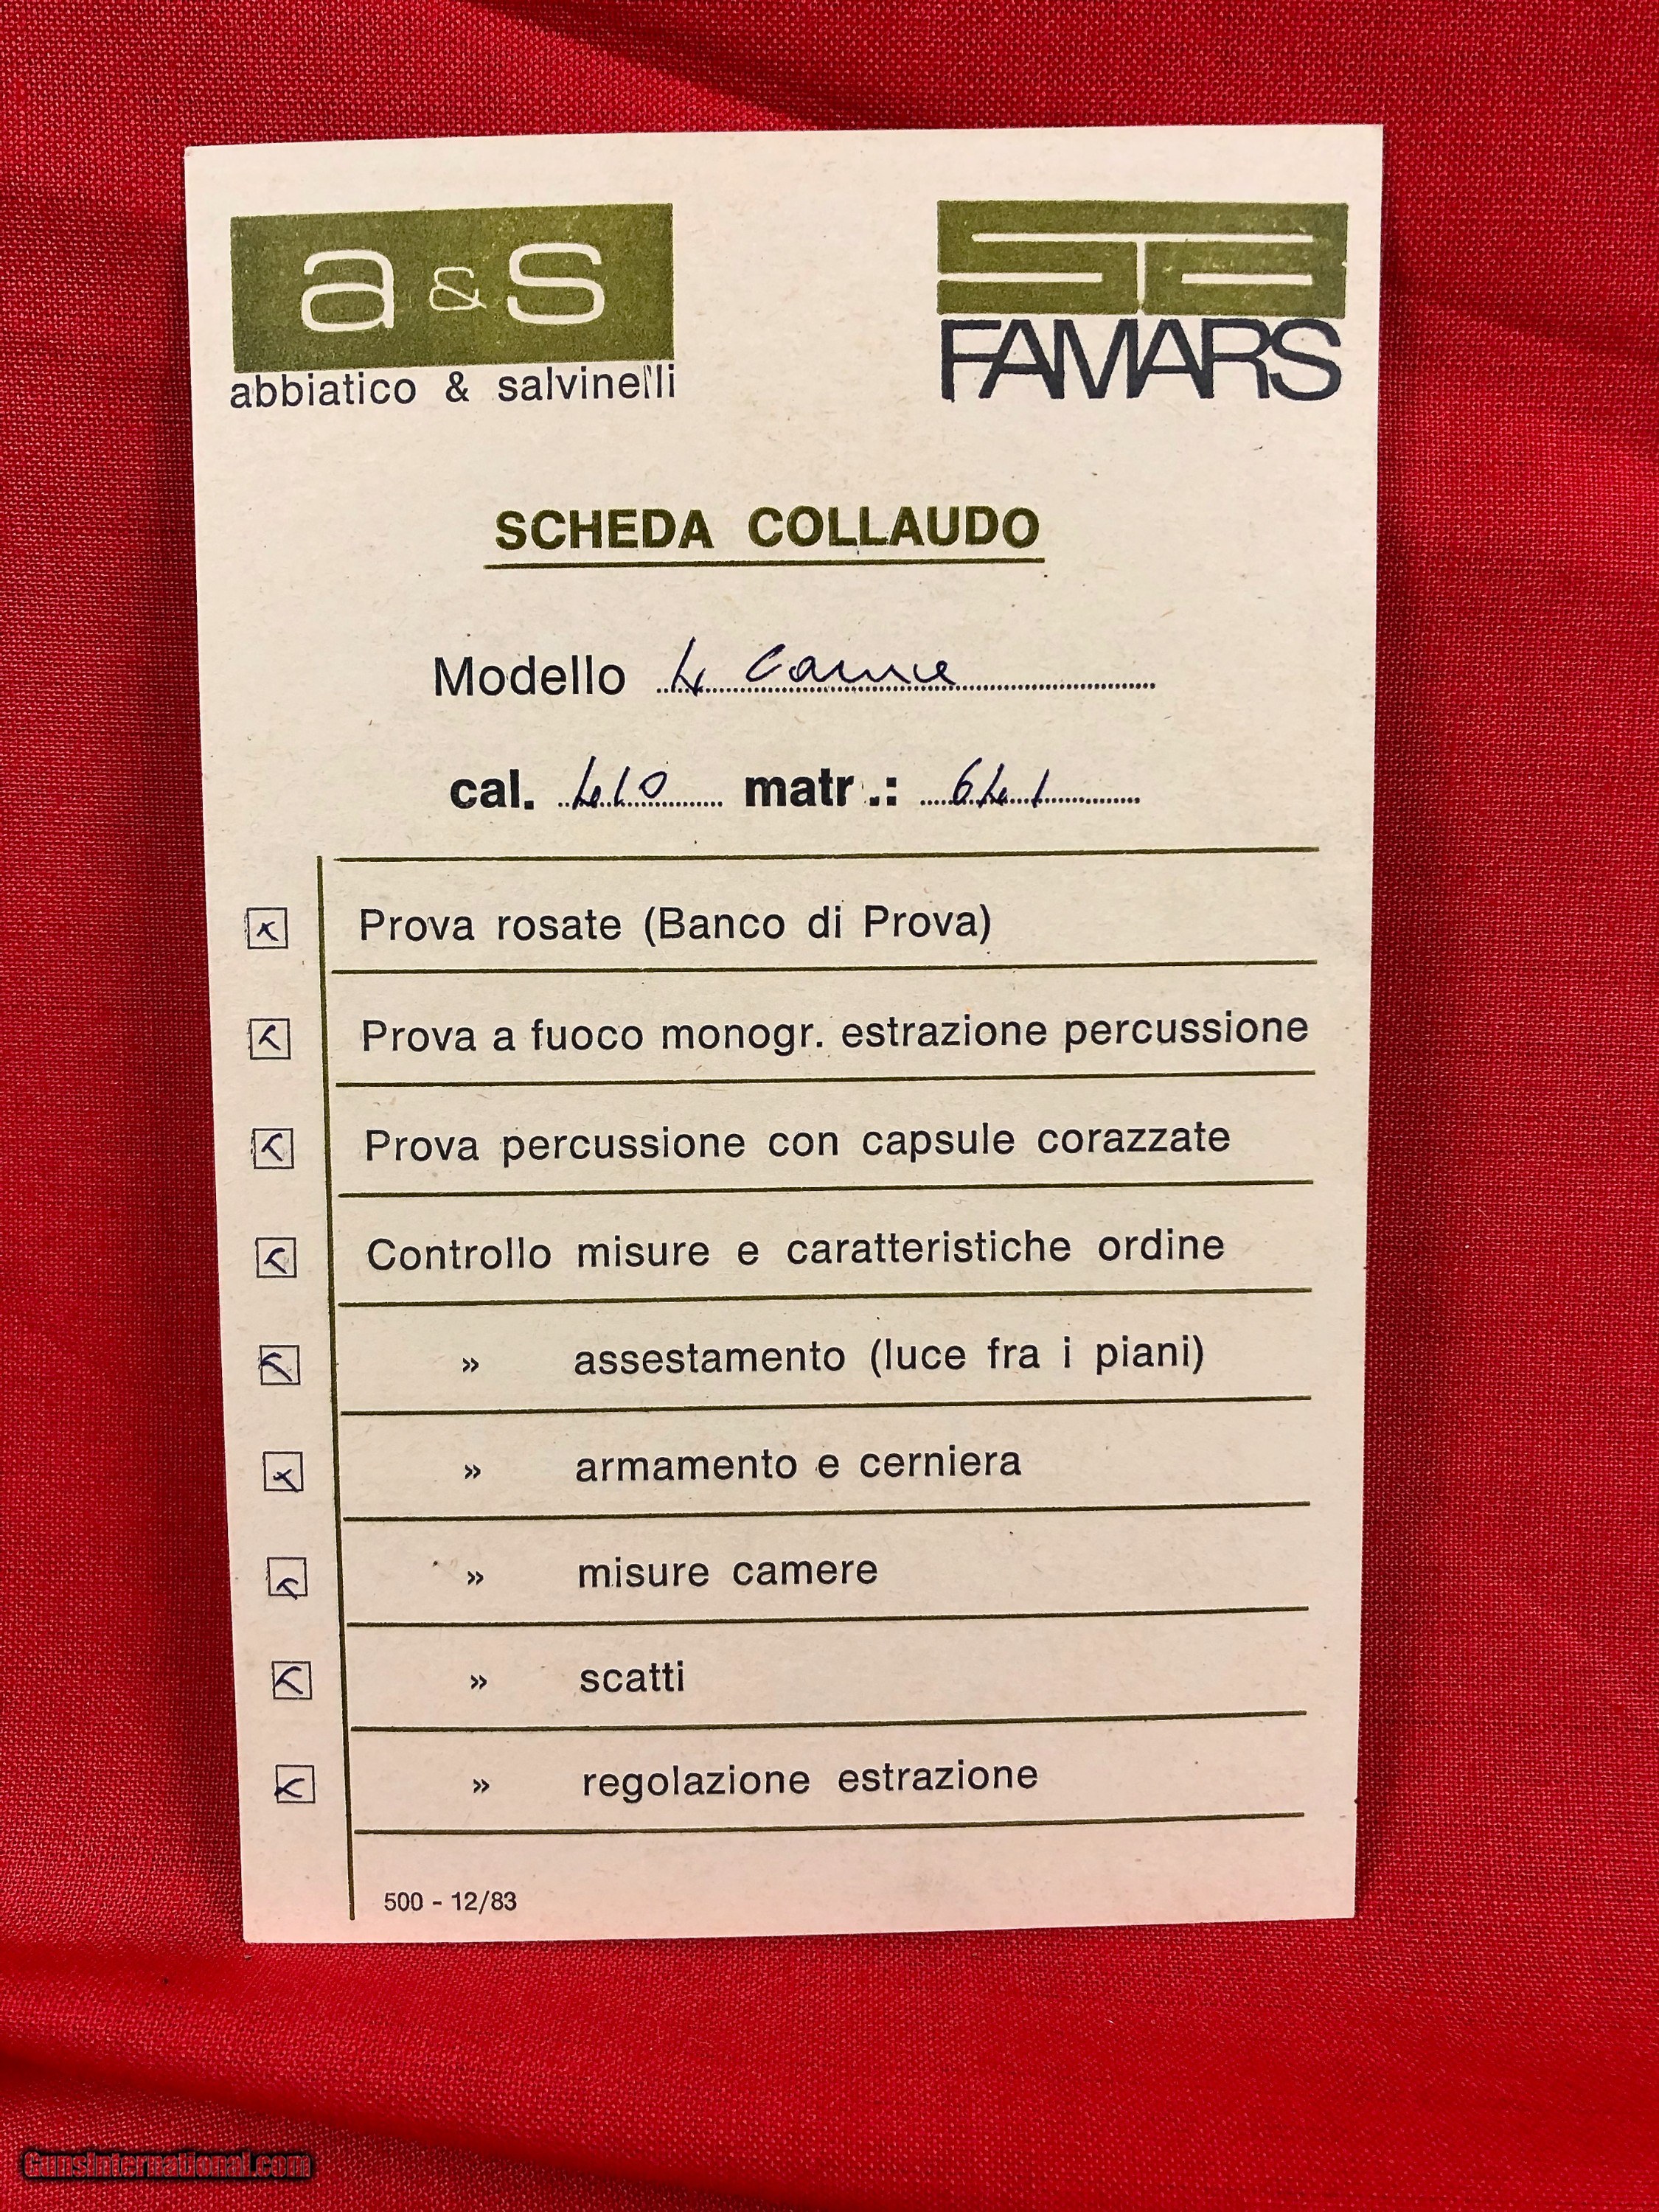 a & s
abbiatico & salvinelli
FAMARS
SCHEDA COLLAUDO
Modello 4 Canne
cal. 410 matr.: 641
Prova rosate (Banco di Prova)
Prova a fuoco monogr. estrazione percussione
Prova percussione con capsule corazzate
Controllo misure e caratteristiche ordine
» assestamento (luce fra i piani)
» armamento e cerniera
» misure camere
» scatti
» regolazione estrazione
500 - 12/83
GunsInternational.com